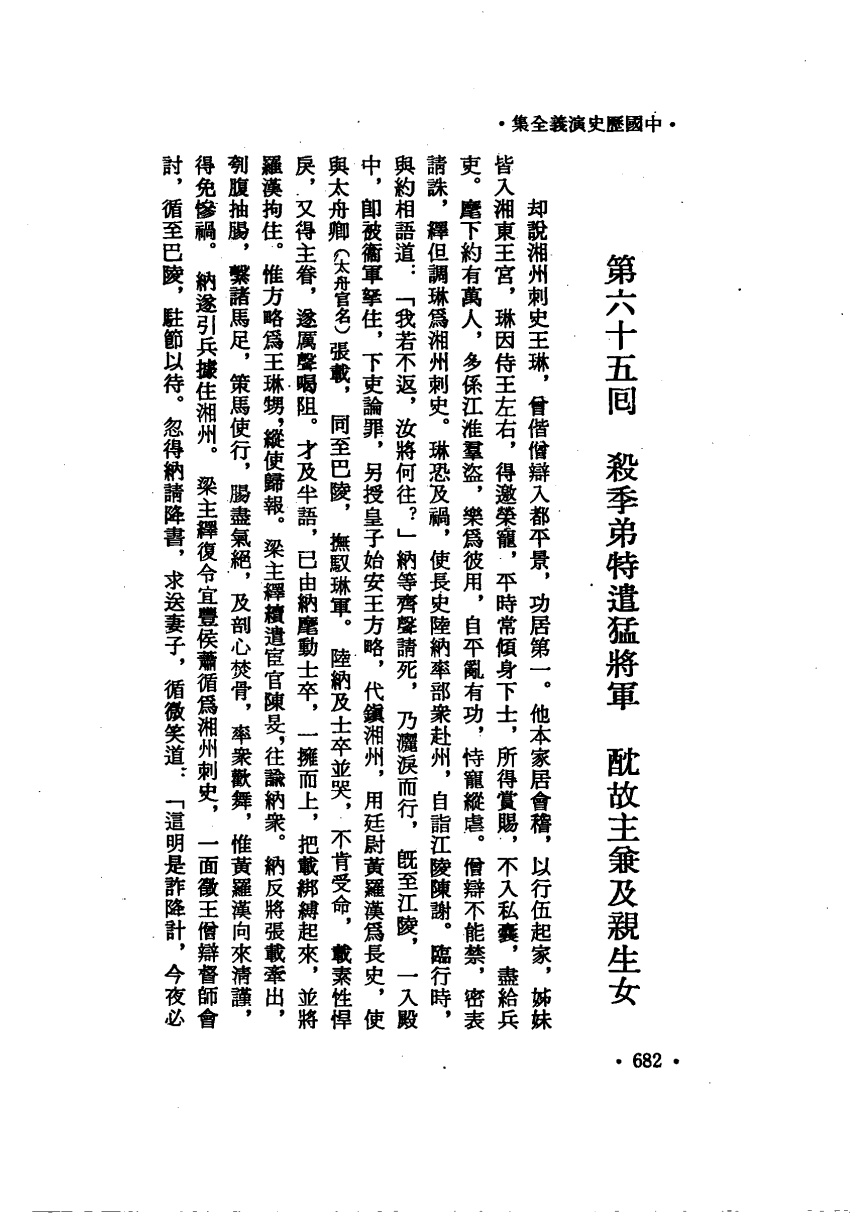 ·中國歷史演義全集·
第六十五回　殺季弟特遣猛將軍　酖故主兼及親生女
却說湘州刺史王琳，曾偕僧辯入都平景，功居第一。他本家居會稽，以行伍起家，姊妹
皆入湘東王宮，琳因侍王左右，得邀榮寵，平時常傾身下士，所得賞賜，不入私囊，盡給兵
吏。麾下約有萬人，多係江淮羣盜，樂爲彼用，自平亂有功，恃寵縱虐。僧辯不能禁，密表
請誅，繹但調琳爲湘州刺史。琳恐及禍，使長史陸納率部衆赴州，自詣江陵陳謝。臨行時，
與約相語道：「我若不返，汝將何往？」納等齊聲請死，乃灑淚而行，旣至江陵，一入殿
中，卽被衞軍拏住，下吏論罪，另授皇子始安王方略，代鎭湘州，用廷尉黃羅漢爲長史，使
與太舟卿（太舟官名）張載，同至巴陵，撫馭琳軍。陸納及士卒並哭，不肯受命，載素性悍
戾，又得主眷，遂厲聲喝阻。才及半語，已由納麾動士卒，一擁而上，把載綁縛起來，並將
羅漢拘住。惟方略爲王琳甥，縱使歸報。梁主繹續遣宦官陳旻，往諭納衆。納反將張載牽出，
刳腹抽腸，繫諸馬足，策馬使行，腸盡氣絕，及剖心焚骨，率衆歡舞，惟黃羅漢向來淸謹，
得免慘禍。納遂引兵據住湘州。梁主繹復令宜豐侯蕭循爲湘州刺史，一面徵王僧辯督師會
討，循至巴陵，駐節以待。忽得納請降書，求送妻子，循微笑道：「這明是詐降計，今夜必
·682·